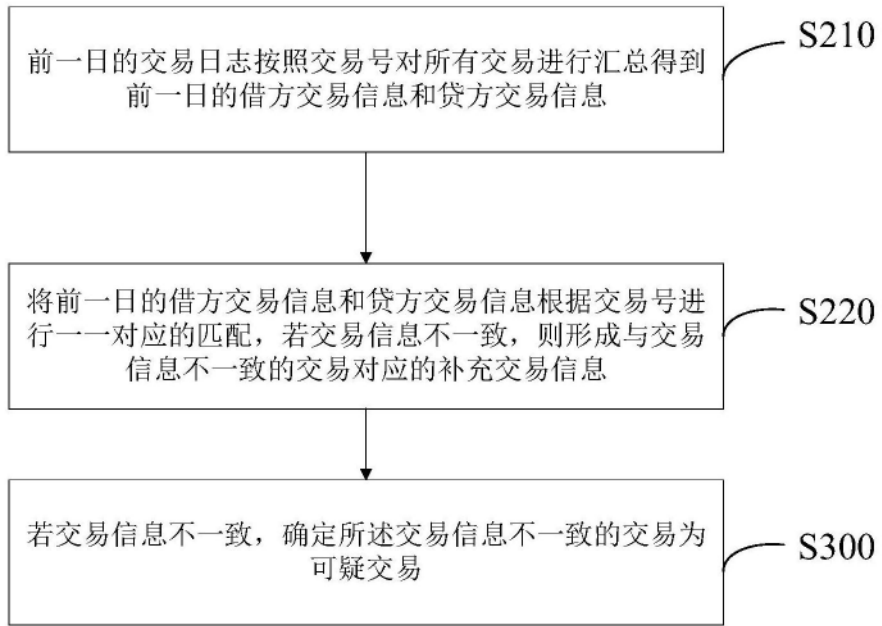 前一日的交易日志按照交易号对所有交易进行汇总得到
前一日的借方交易信息和贷方交易信息
S210
将前一日的借方交易信息和贷方交易信息根据交易号进
行一一对应的匹配，若交易信息不一致，则形成与交易
信息不一致的交易对应的补充交易信息
S220
若交易信息不一致，确定所述交易信息不一致的交易为
可疑交易
S300